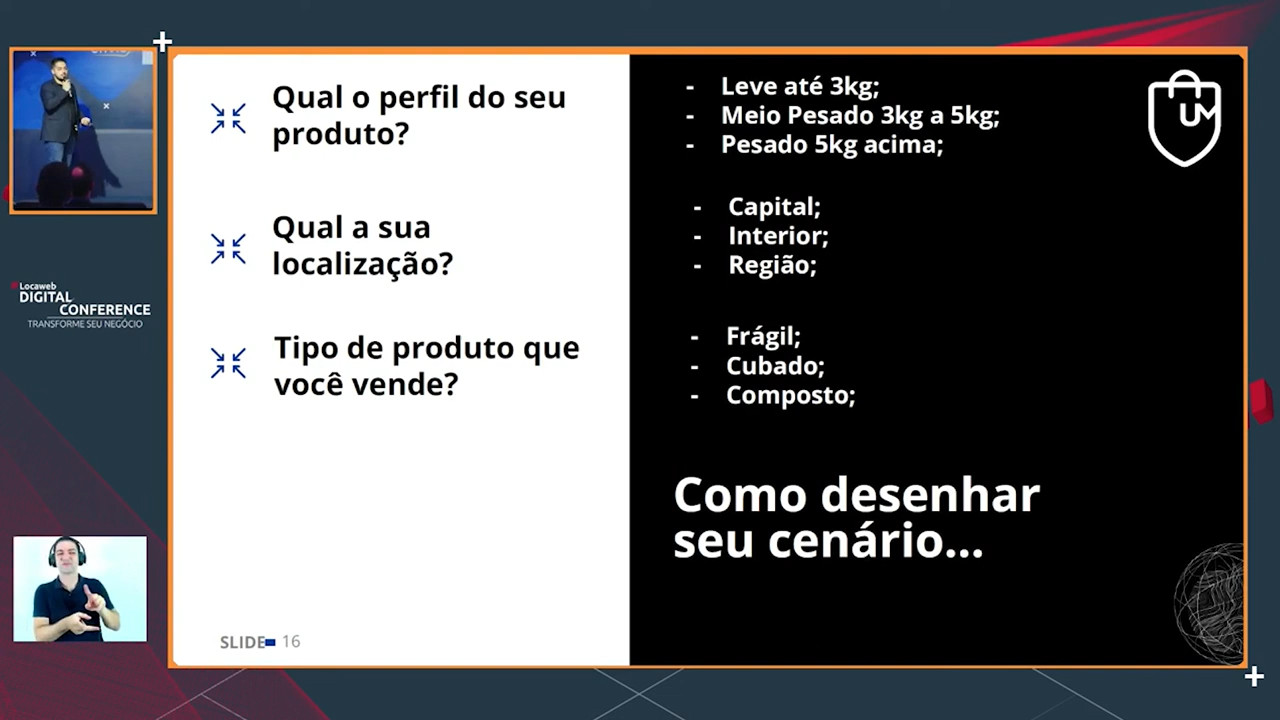 Qual o perfil do seu
produto?
Qual a sua
localização?
Tipo de produto que
você vende?
- Leve até 3kg;
- Meio Pesado 3kg a 5kg;
- Pesado 5kg acima;
- Capital;
- Interior;
- Região;
- Frágil;
- Cubado;
- Composto;
Como desenhar
seu cenário...
UM
SLIDE 16
Locaweb
DIGITAL
CONFERENCE
TRANSFORME SEU NEGÓCIO